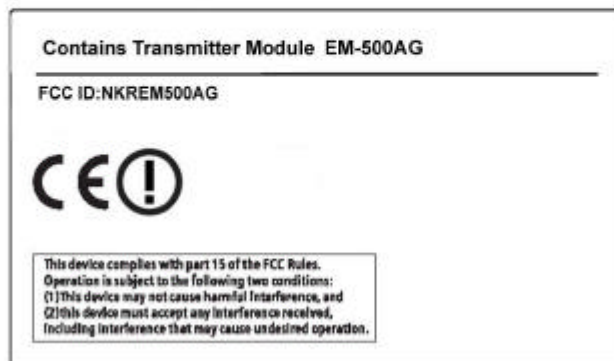 Contains Transmitter Module EM-500AG
FCC ID:NKREM500AG
CE
This device complies with part 15 of the FCC Rules.
Operation is subject to the following two conditions:
(1)This device may not cause harmful interference, and
(2)this device must accept any interference received,
including interference that may cause undesired operation.